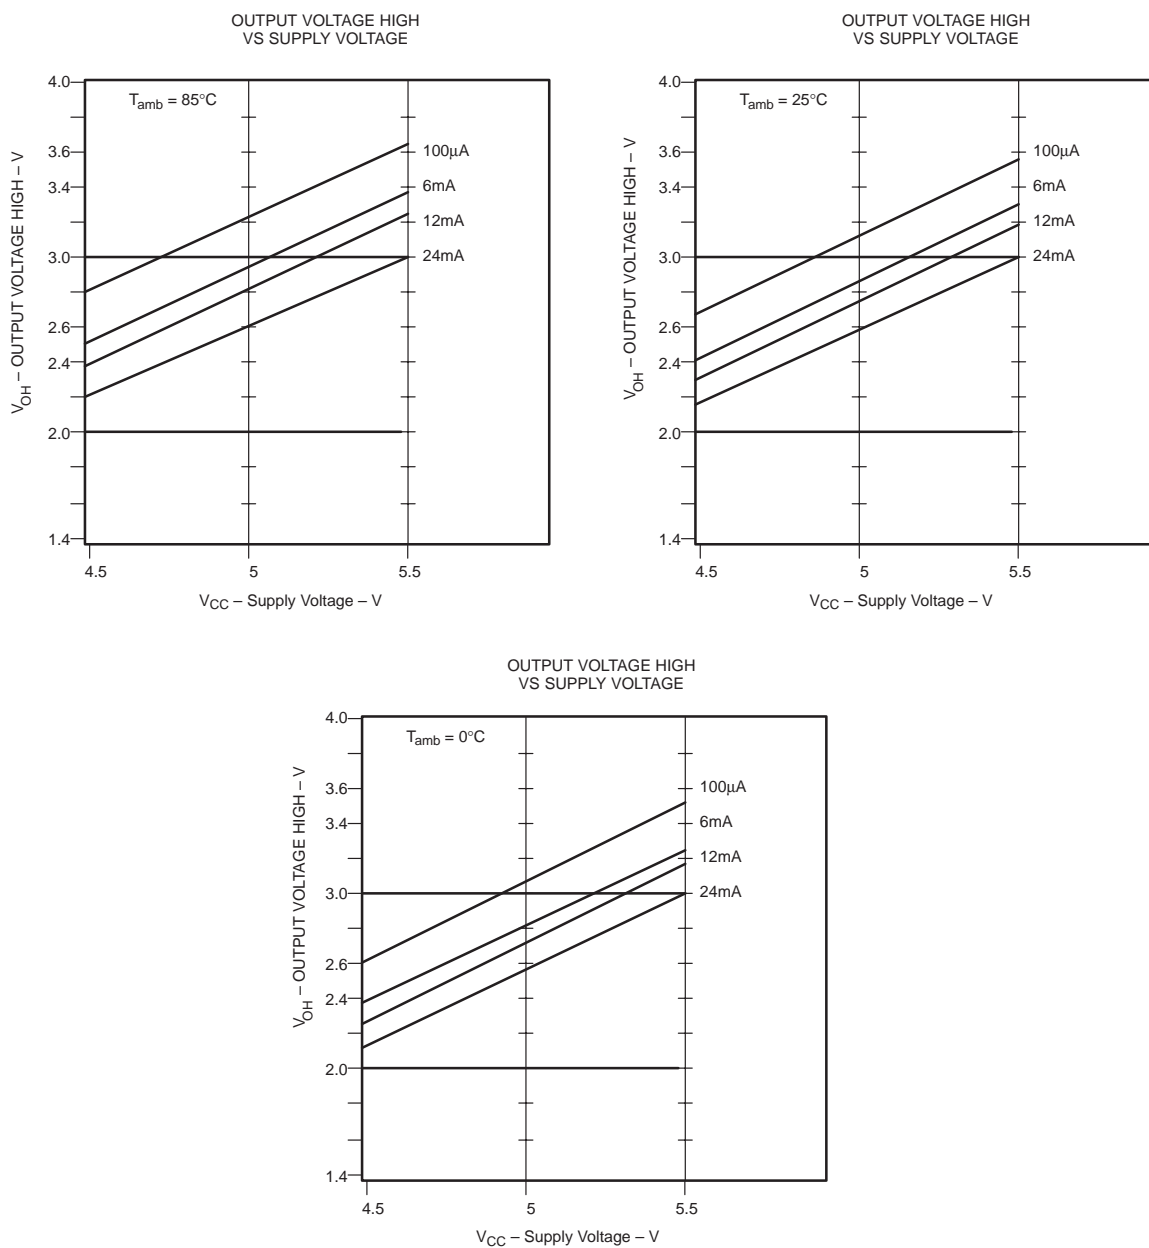 OUTPUT VOLTAGE HIGH
VS SUPPLY VOLTAGE
4.0
3.6
3.4
3.0
2.6
2.4
2.0
1.4
VOH – OUTPUT VOLTAGE HIGH – V
Tamb = 85°C
100µA
6mA
12mA
24mA
4.5
5
5.5
VCC – Supply Voltage – V
OUTPUT VOLTAGE HIGH
VS SUPPLY VOLTAGE
4.0
3.6
3.4
3.0
2.6
2.4
2.0
1.4
VOH – OUTPUT VOLTAGE HIGH – V
Tamb = 25°C
100µA
6mA
12mA
24mA
4.5
5
5.5
VCC – Supply Voltage – V
OUTPUT VOLTAGE HIGH
VS SUPPLY VOLTAGE
4.0
3.6
3.4
3.0
2.6
2.4
2.0
1.4
VOH – OUTPUT VOLTAGE HIGH – V
Tamb = 0°C
100µA
6mA
12mA
24mA
4.5
5
5.5
VCC – Supply Voltage – V